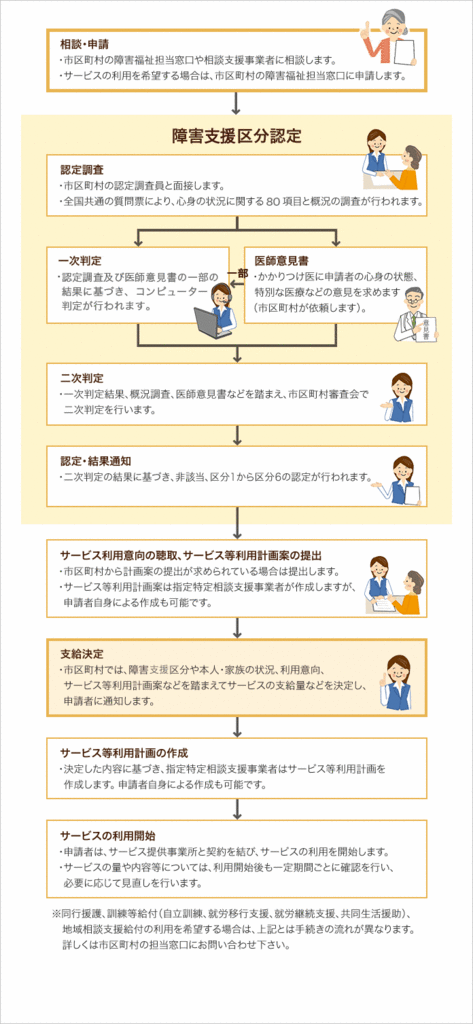 相談・申請
・市区町村の障害福祉担当窓口や相談支援事業者に相談します。
・サービスの利用を希望する場合は、市区町村の障害福祉担当窓口に申請します。
障害支援区分認定
認定調査
・市区町村の認定調査員と面接します。
・全国共通の質問票により、心身の状況に関する80項目と概況の調査が行われます。
一次判定
・認定調査及び医師意見書の一部の
結果に基づき、コンピューター
判定が行われます。
一部
医師意見書
・かかりつけ医に申請者の心身の状態、
特別な医療などの意見を求めます
（市区町村が依頼します）。
意見書
二次判定
・一次判定結果、概況調査、医師意見書などを踏まえ、市区町村審査会で
二次判定を行います。
認定・結果通知
・二次判定の結果に基づき、非該当、区分1から区分6の認定が行われます。
サービス利用意向の聴取、サービス等利用計画案の提出
・市区町村から計画案の提出が求められている場合は提出します。
・サービス等利用計画案は指定特定相談支援事業者が作成しますが、
申請者自身による作成も可能です。
支給決定
・市区町村では、障害支援区分や本人・家族の状況、利用意向、
サービス等利用計画案などを踏まえてサービスの支給量などを決定し、
申請者に通知します。
サービス等利用計画の作成
・決定した内容に基づき、指定特定相談支援事業者はサービス等利用計画を
作成します。申請者自身による作成も可能です。
サービスの利用開始
・申請者は、サービス提供事業所と契約を結び、サービスの利用を開始します。
・サービスの量や内容等については、利用開始後も一定期間ごとに確認を行い、
必要に応じて見直しを行います。
※同行援護、訓練等給付（自立訓練、就労移行支援、就労継続支援、共同生活援助）、
地域相談支援給付の利用を希望する場合は、上記とは手続きの流れが異なります。
詳しくは市区町村の担当窓口にお問い合わせ下さい。